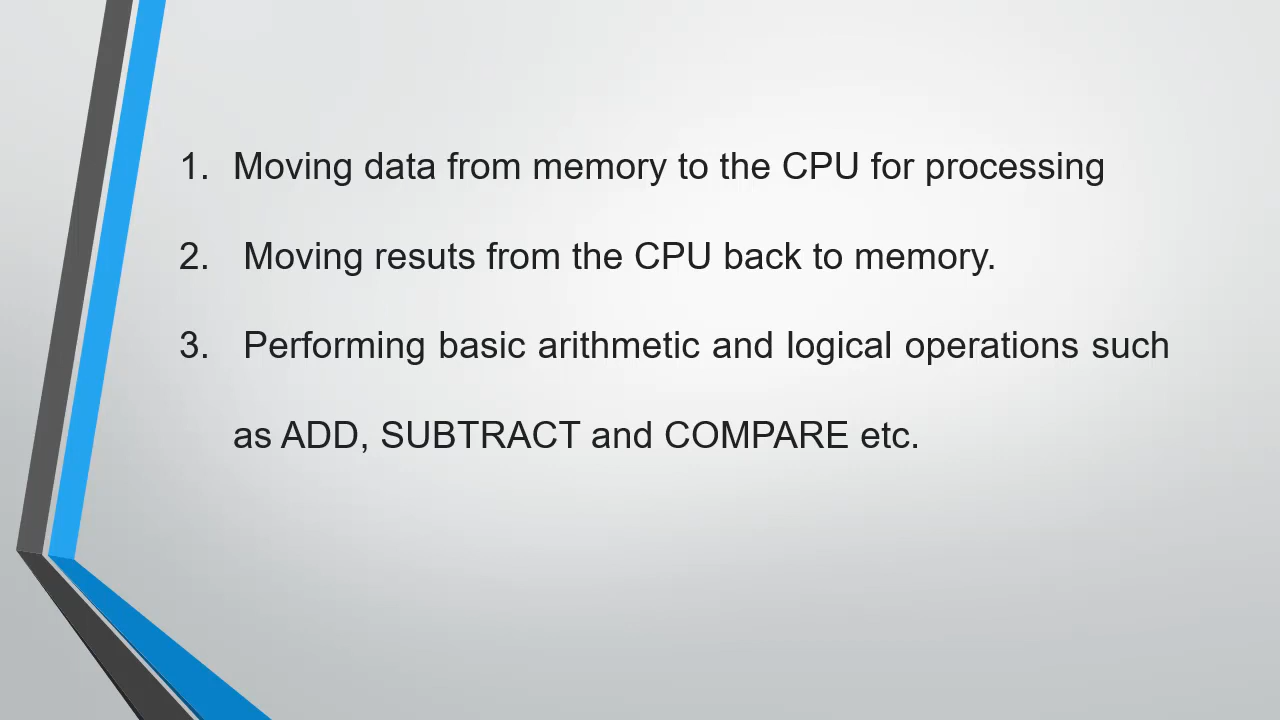 1. Moving data from memory to the CPU for processing
2. Moving resuts from the CPU back to memory.
3. Performing basic arithmetic and logical operations such
as ADD, SUBTRACT and COMPARE etc.